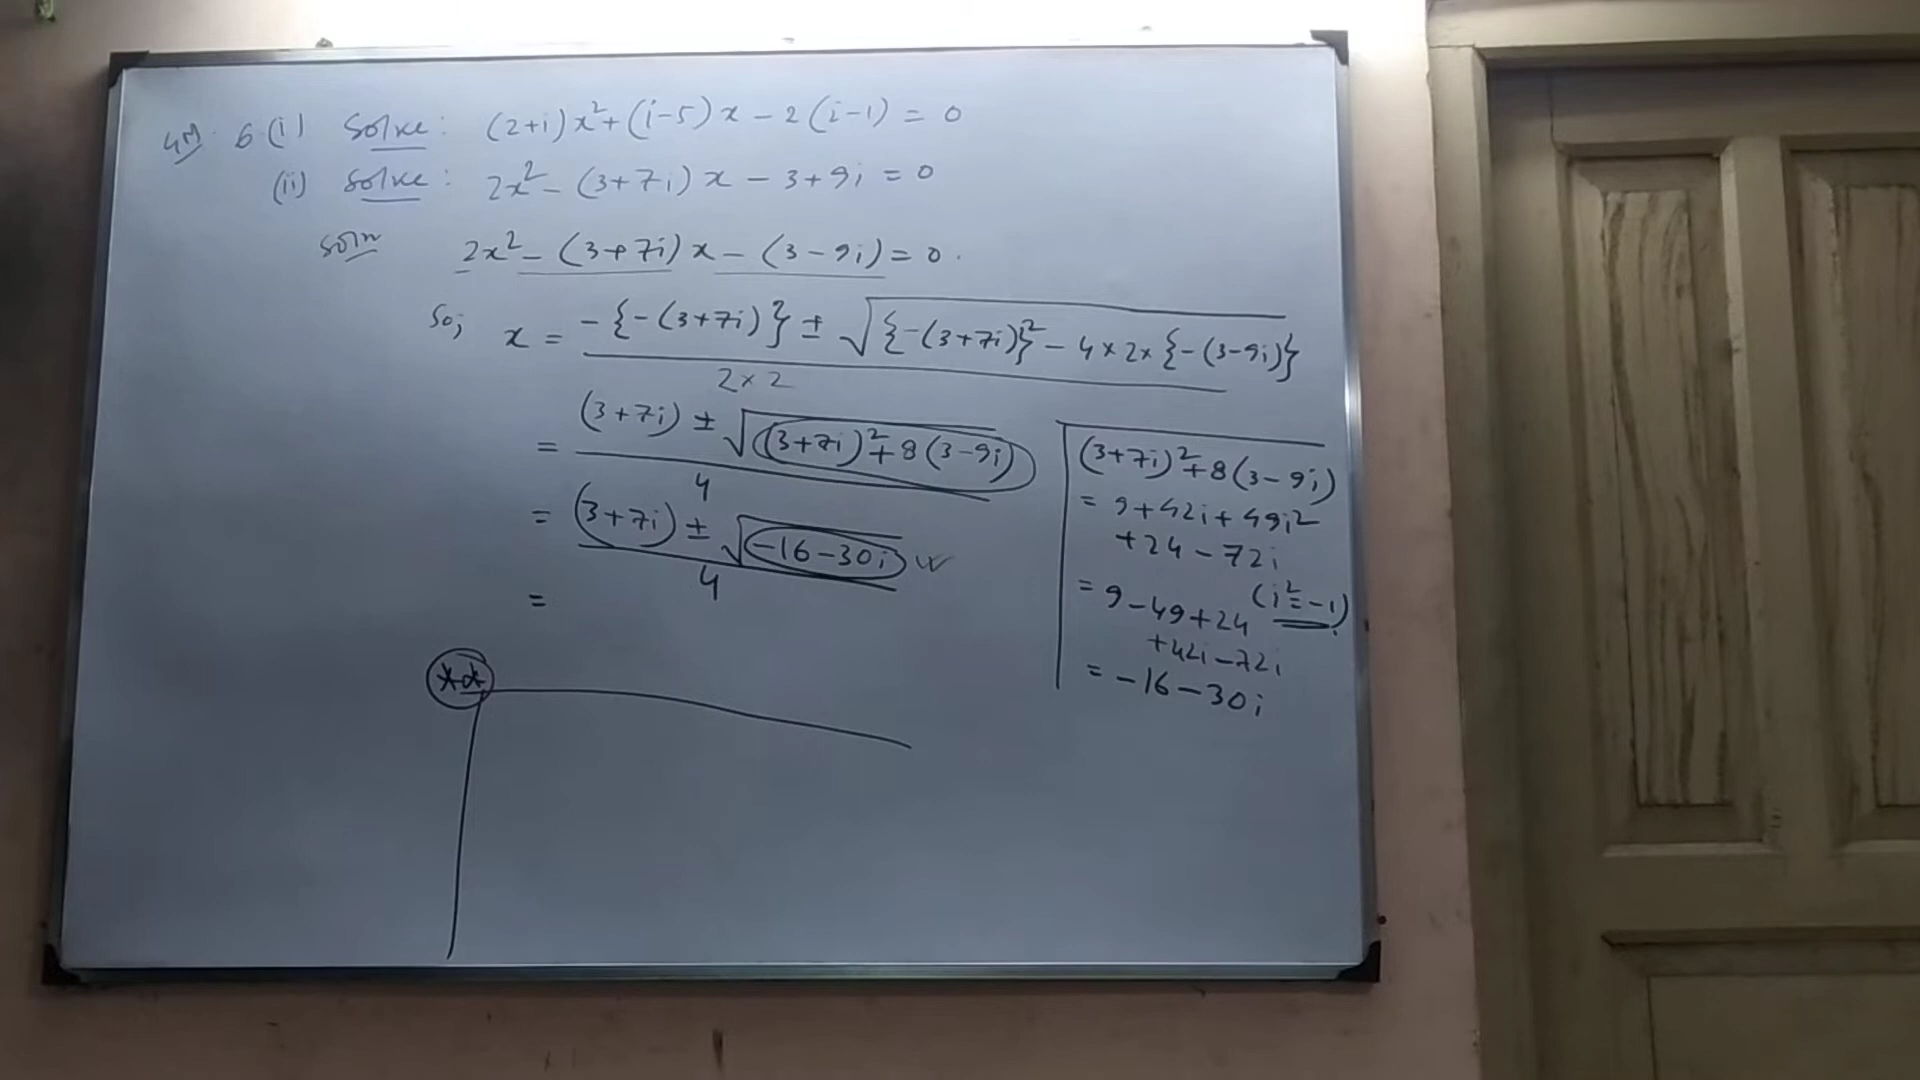 4M. 6.(i) Solve: (2+i)x²+(i-5)x-2(i-1)=0
(ii) Solve: 2x²-(3+7i)x-3+9i=0
Soln 2x²-(3+7i)x-(3-9i)=0.
So, x = -{-(3+7i)}±√{-(3+7i)}²-4×2×{-(3-9i)}
2×2
= (3+7i)±√(3+7i)²+8(3-9i)
4
= (3+7i)±√-16-30i
4
=
**
(3+7i)²+8(3-9i)
= 9+42i+49i²
+24-72i
= 9-49+24 (i²=-1)
+42i-72i
= -16-30i